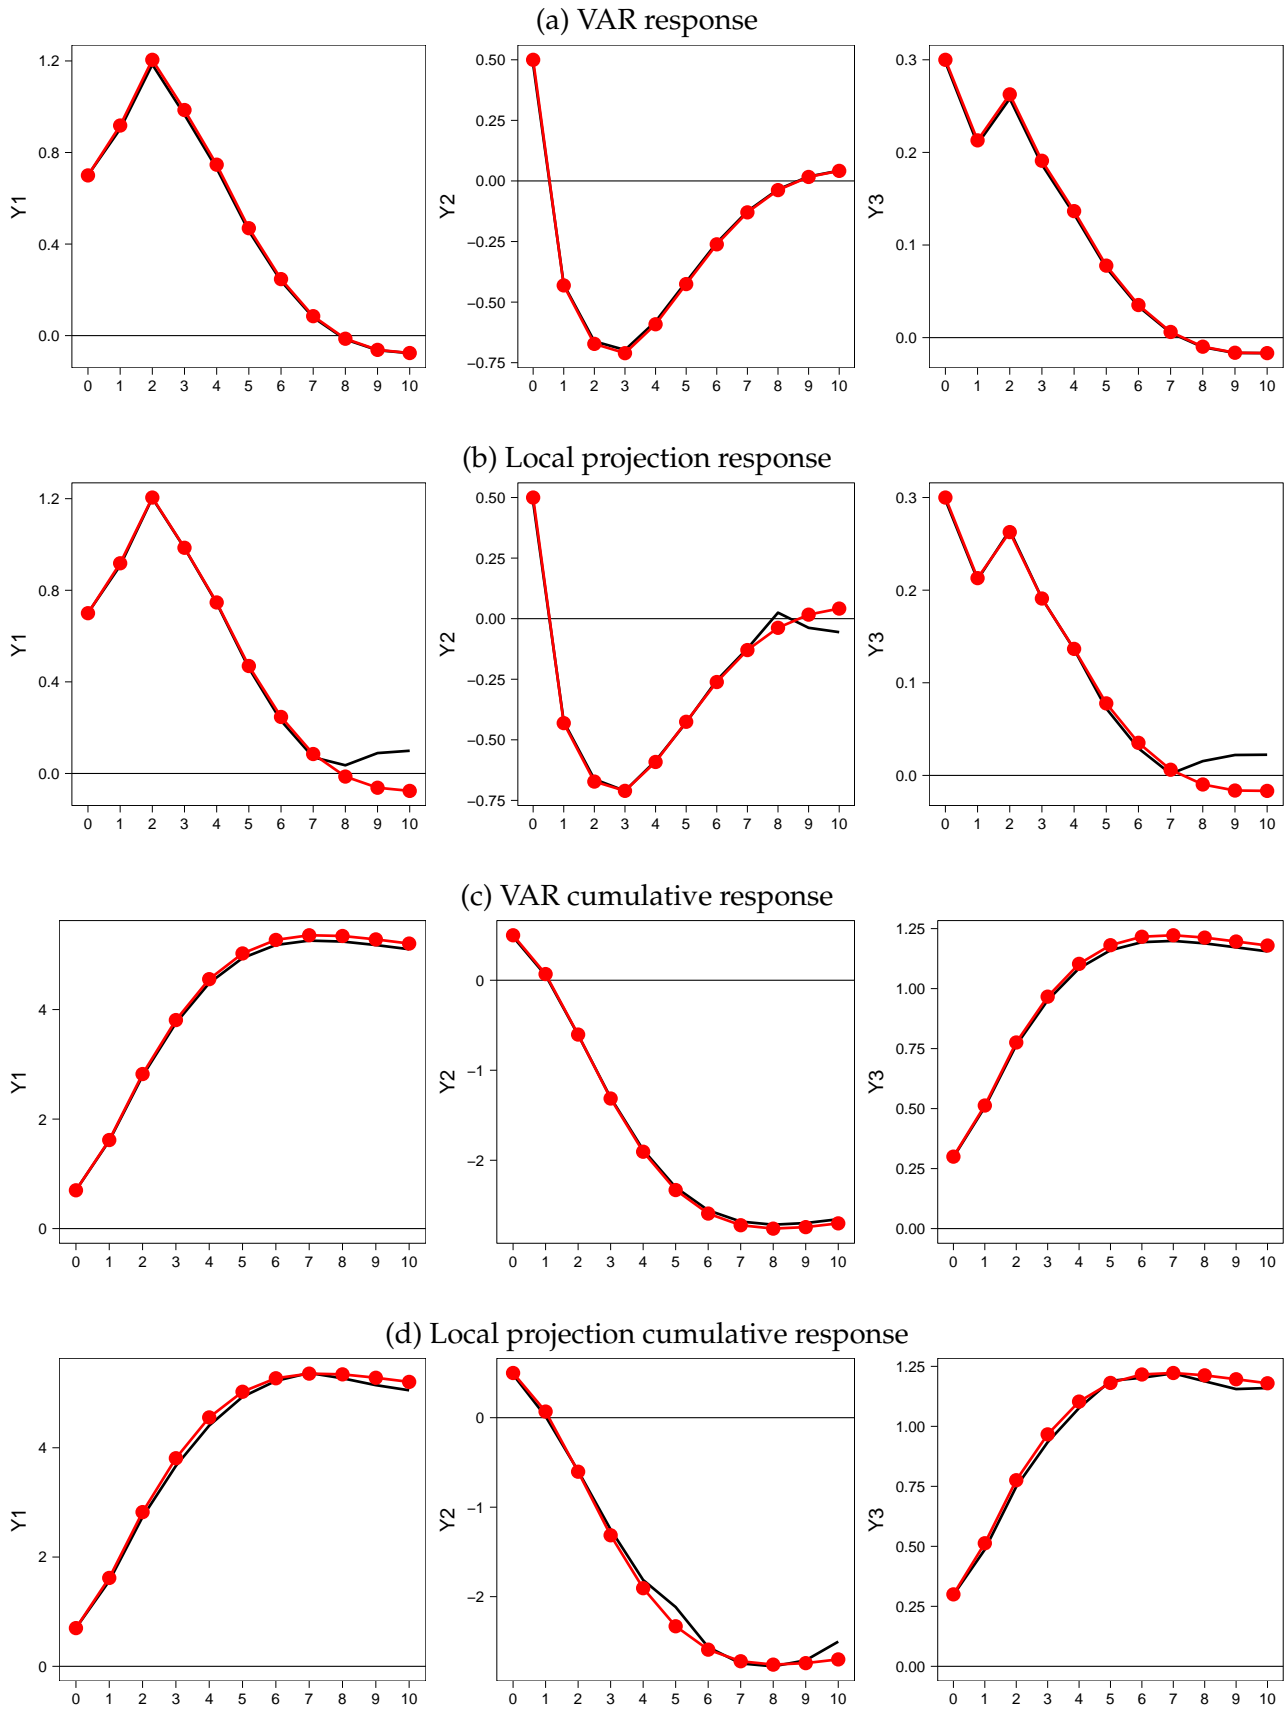 (a) VAR response
Y1
1.2
0.8
0.4
0.0
0 1 2 3 4 5 6 7 8 9 10
Y2
0.50
0.25
0.00
−0.25
−0.50
−0.75
0 1 2 3 4 5 6 7 8 9 10
Y3
0.3
0.2
0.1
0.0
0 1 2 3 4 5 6 7 8 9 10
(b) Local projection response
Y1
1.2
0.8
0.4
0.0
0 1 2 3 4 5 6 7 8 9 10
Y2
0.50
0.25
0.00
−0.25
−0.50
−0.75
0 1 2 3 4 5 6 7 8 9 10
Y3
0.3
0.2
0.1
0.0
0 1 2 3 4 5 6 7 8 9 10
(c) VAR cumulative response
Y1
4
2
0
0 1 2 3 4 5 6 7 8 9 10
Y2
0
−1
−2
0 1 2 3 4 5 6 7 8 9 10
Y3
1.25
1.00
0.75
0.50
0.25
0.00
0 1 2 3 4 5 6 7 8 9 10
(d) Local projection cumulative response
Y1
4
2
0
0 1 2 3 4 5 6 7 8 9 10
Y2
0
−1
−2
0 1 2 3 4 5 6 7 8 9 10
Y3
1.25
1.00
0.75
0.50
0.25
0.00
0 1 2 3 4 5 6 7 8 9 10